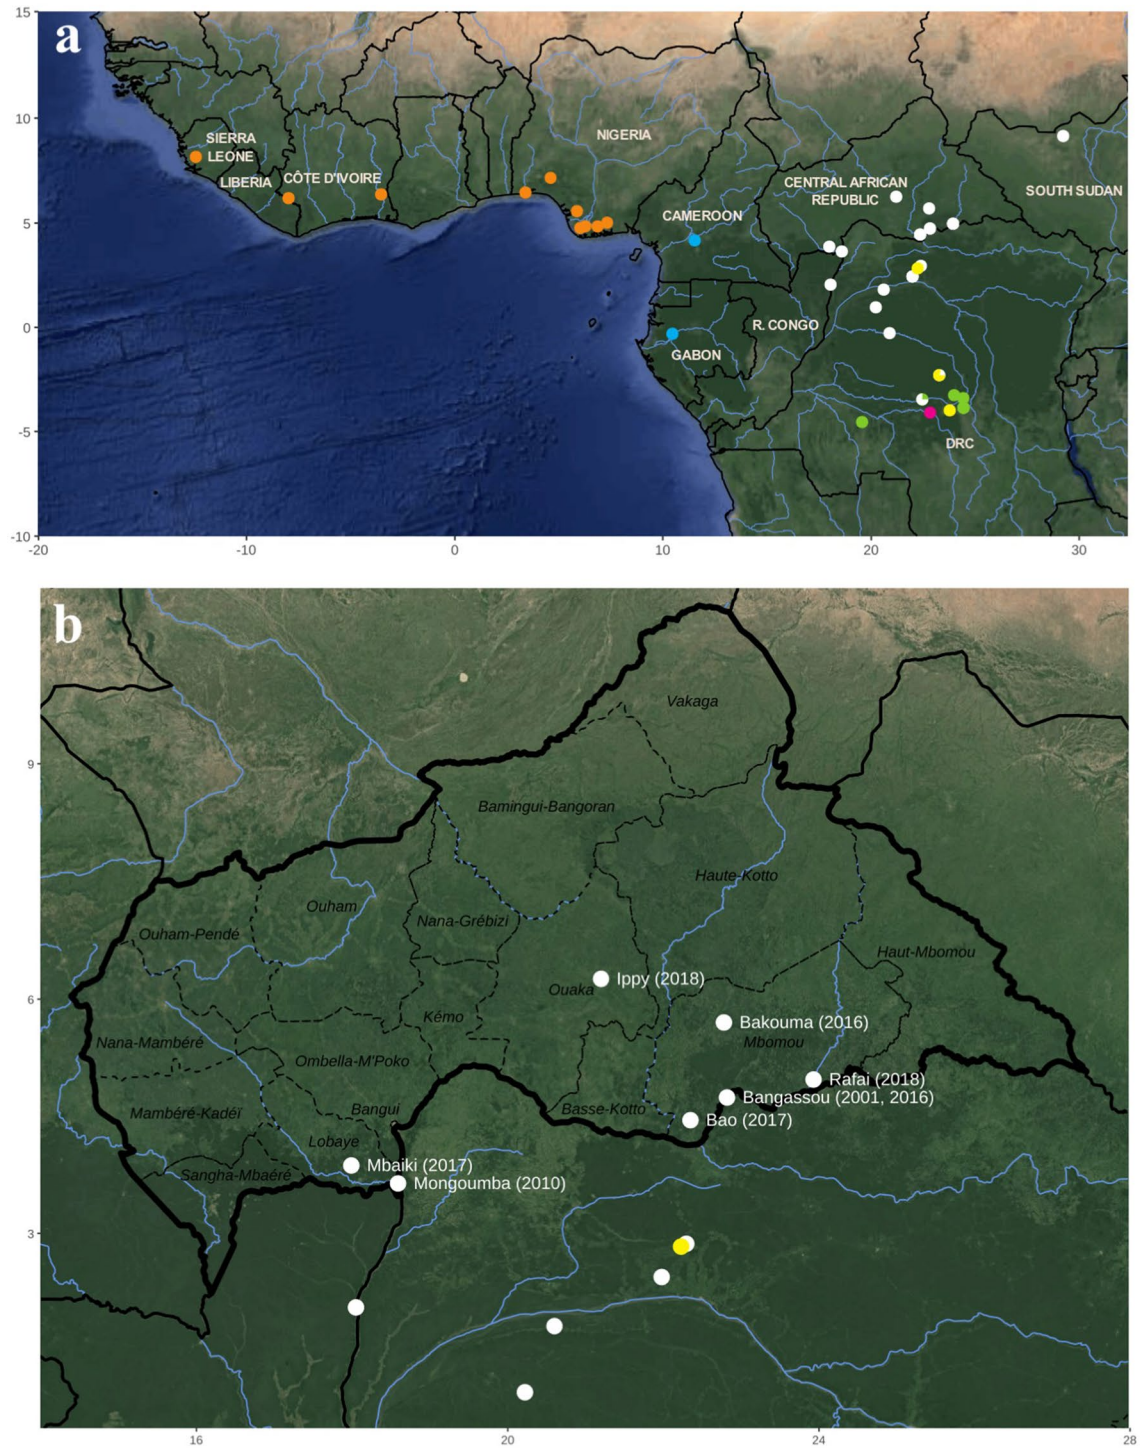 a
15
10
5
0
-5
-10
-20
-10
0
10
20
30
SIERRA
LEONE
LIBERIA
CÔTE D'IVOIRE
NIGERIA
CAMEROON
GABON
R. CONGO
CENTRAL AFRICAN
REPUBLIC
SOUTH SUDAN
DRC
b
9
6
3
16
20
24
28
Vakaga
Bamingui-Bangoran
Haute-Kotto
Ouham
Nana-Grébizi
Ouham-Pendé
Haut-Mbomou
Ippy (2018)
Ouaka
Kémo
Bakouma (2016)
Mbomou
Nana-Mambéré
Ombella-M'Poko
Rafai (2018)
Bangassou (2001, 2016)
Mambéré-Kadéï
Bangui
Basse-Kotto
Bao (2017)
Lobaye
Mbaiki (2017)
Sangha-Mbaéré
Mongoumba (2010)